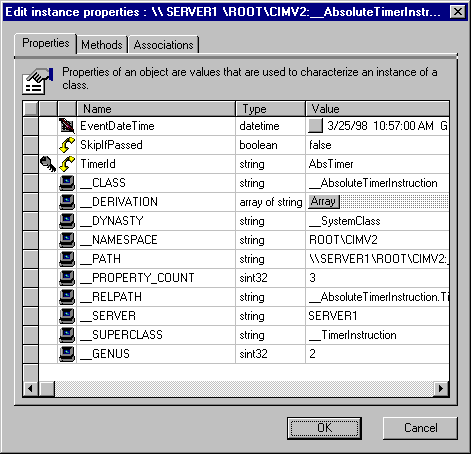 Edit instance properties : \\ SERVER1 \ROOT\CIMV2:__AbsoluteTimerInstr...
Properties Methods Associations
Properties of an object are values that are used to characterize an instance of a
class.
Name Type Value
EventDateTime datetime 3/25/98 10:57:00 AM G
SkipIfPassed boolean false
TimerId string AbsTimer
__CLASS string __AbsoluteTimerInstruction
__DERIVATION array of string Array
__DYNASTY string __SystemClass
__NAMESPACE string ROOT\CIMV2
__PATH string \\SERVER1\ROOT\CIMV2:_
__PROPERTY_COUNT sint32 3
__RELPATH string __AbsoluteTimerInstruction.Ti
__SERVER string SERVER1
__SUPERCLASS string __TimerInstruction
__GENUS sint32 2
OK Cancel